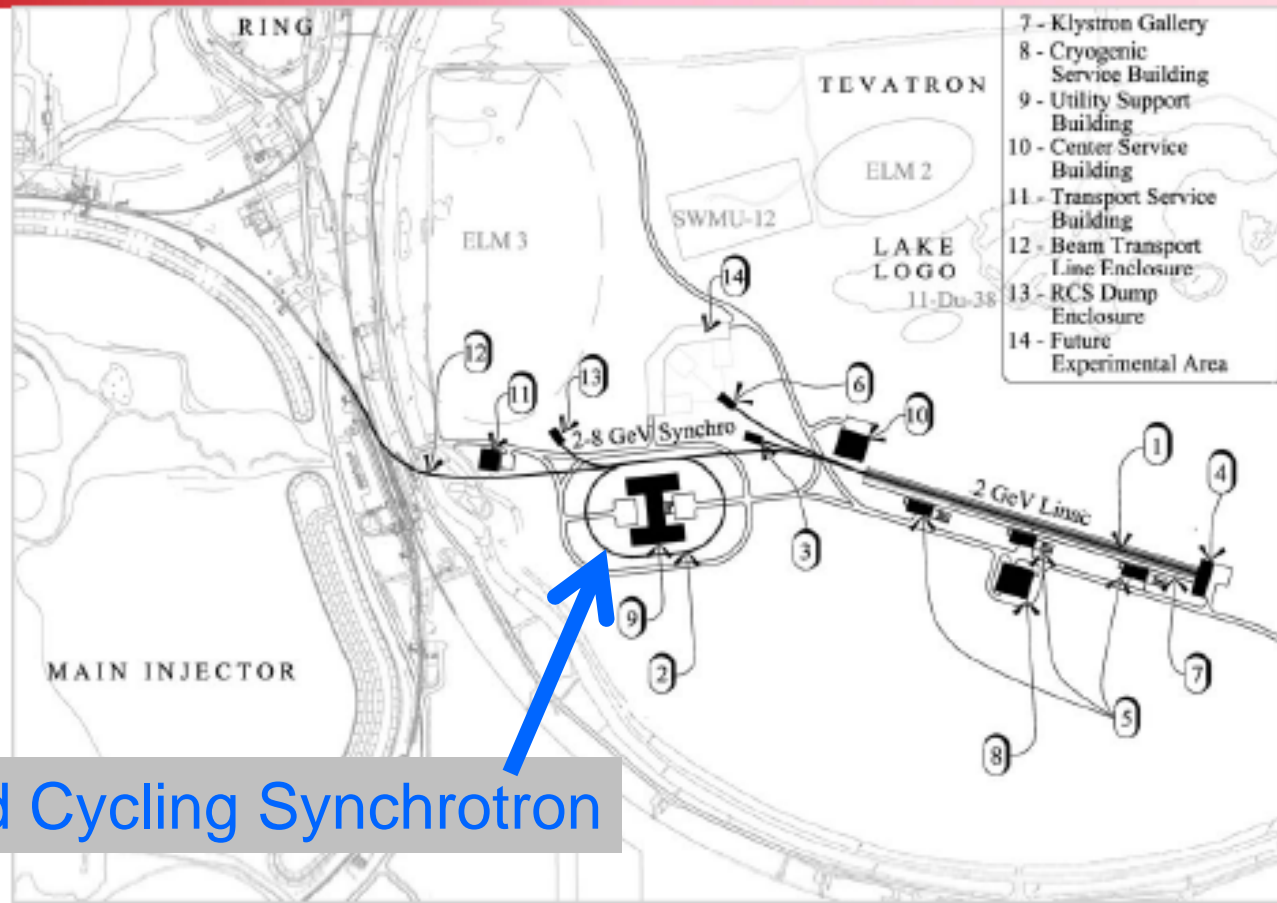 RING
TEVATRON
ELM 2
SWMU-12
ELM 3
LAKE
LOGO
11-Du-38
7 - Klystron Gallery
8 - Cryogenic
Service Building
9 - Utility Support
Building
10 - Center Service
Building
11 - Transport Service
Building
12 - Beam Transport
Line Enclosure
13 - RCS Dump
Enclosure
14 - Future
Experimental Area
14
12
11
13
6
10
2-8 GeV Synchro
1
4
2 GeV Linac
3
9
2
7
5
8
MAIN INJECTOR
d Cycling Synchrotron